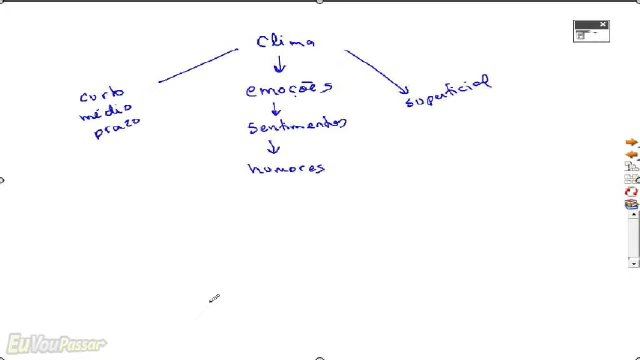 Clima
emoções
sentimentos
humores
curto
médio
prazo
superficial
EuVouPassar